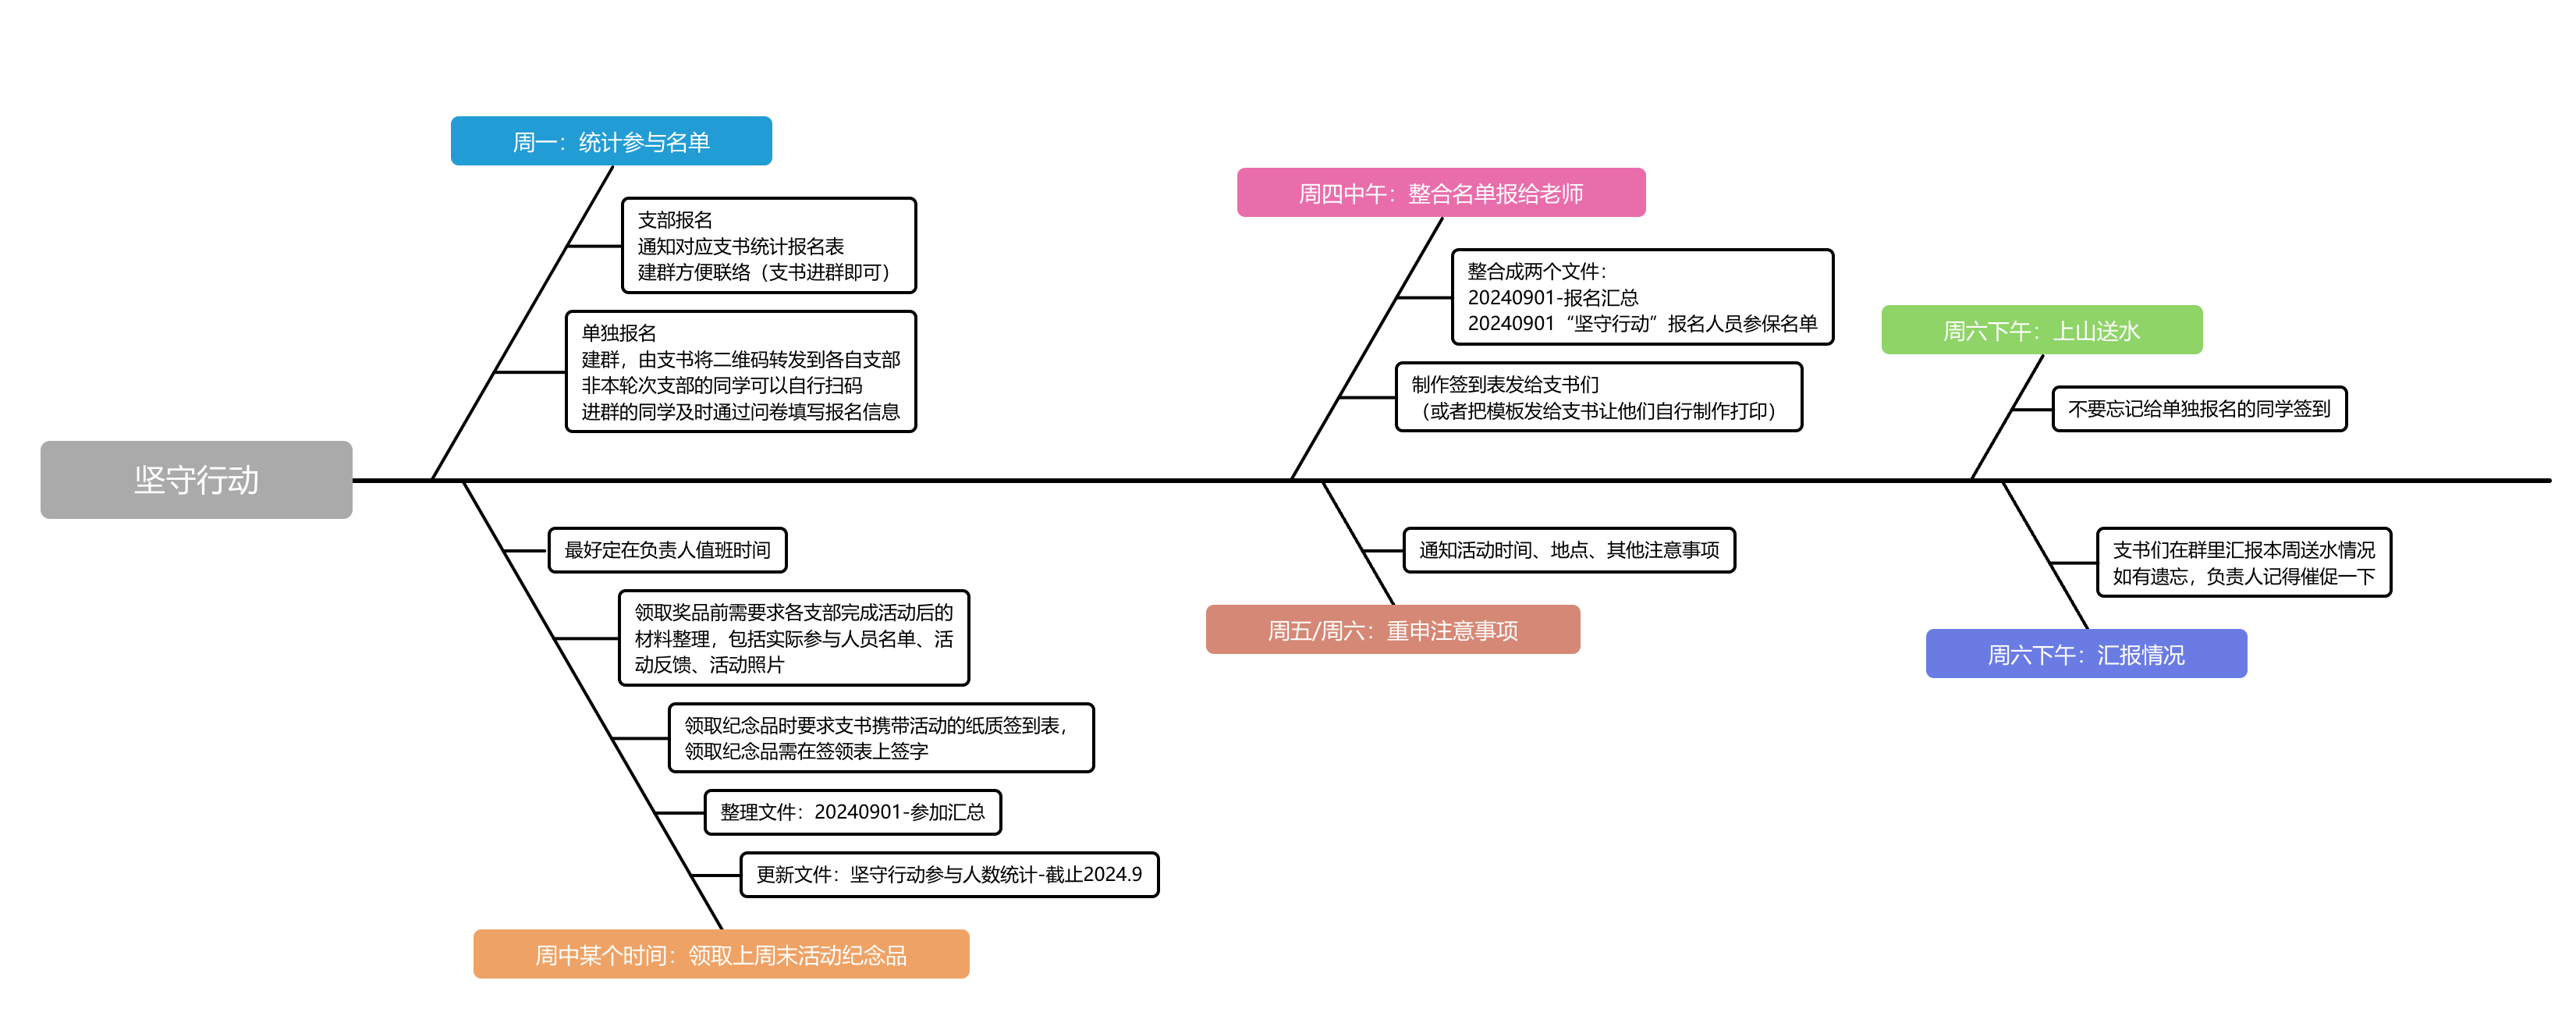 坚守行动
周一：统计参与名单
支部报名
通知对应支书统计报名表
建群方便联络（支书进群即可）
单独报名
建群，由支书将二维码转发到各自支部
非本轮次支部的同学可以自行扫码
进群的同学及时通过问卷填写报名信息
最好定在负责人值班时间
领取奖品前需要求各支部完成活动后的
材料整理，包括实际参与人员名单、活
动反馈、活动照片
领取纪念品时要求支书携带活动的纸质签到表，
领取纪念品需在签领表上签字
整理文件：20240901-参加汇总
更新文件：坚守行动参与人数统计-截止2024.9
周中某个时间：领取上周末活动纪念品
周四中午：整合名单报给老师
整合成两个文件：
20240901-报名汇总
20240901“坚守行动”报名人员参保名单
制作签到表发给支书们
（或者把模板发给支书让他们自行制作打印）
通知活动时间、地点、其他注意事项
周五/周六：重申注意事项
周六下午：上山送水
不要忘记给单独报名的同学签到
支书们在群里汇报本周送水情况
如有遗忘，负责人记得催促一下
周六下午：汇报情况